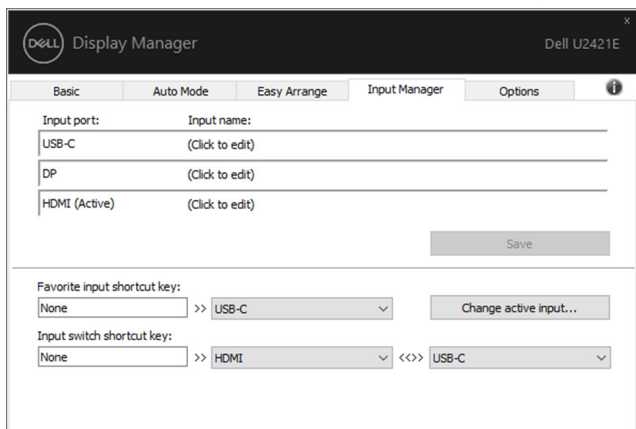 x
DELL Display Manager Dell U2421E
Basic Auto Mode Easy Arrange Input Manager Options i
Input port: Input name:
USB-C (Click to edit)
DP (Click to edit)
HDMI (Active) (Click to edit)
Save
Favorite input shortcut key:
None >> USB-C Change active input...
Input switch shortcut key:
None >> HDMI <<>> USB-C